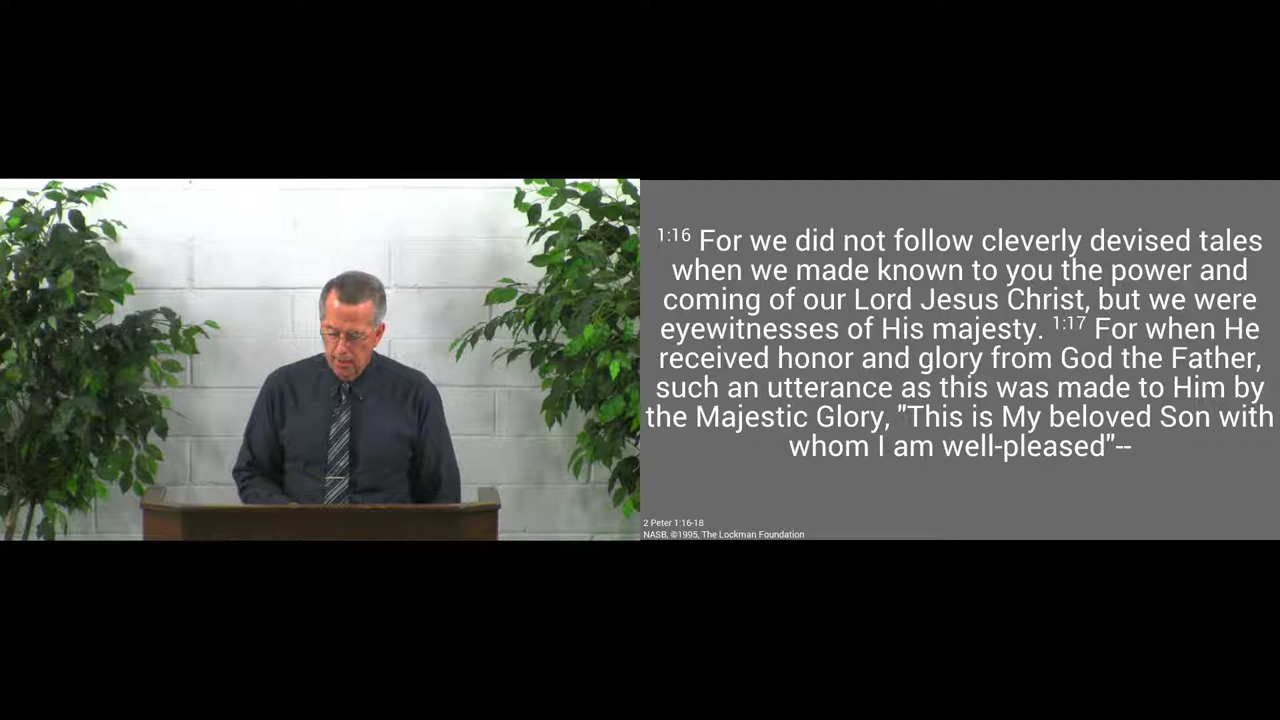 1:16 For we did not follow cleverly devised tales
when we made known to you the power and
coming of our Lord Jesus Christ, but we were
eyewitnesses of His majesty. 1:17 For when He
received honor and glory from God the Father,
such an utterance as this was made to Him by
the Majestic Glory, "This is My beloved Son with
whom I am well-pleased"--
2 Peter 1:16-18
NASB, ©1995, The Lockman Foundation